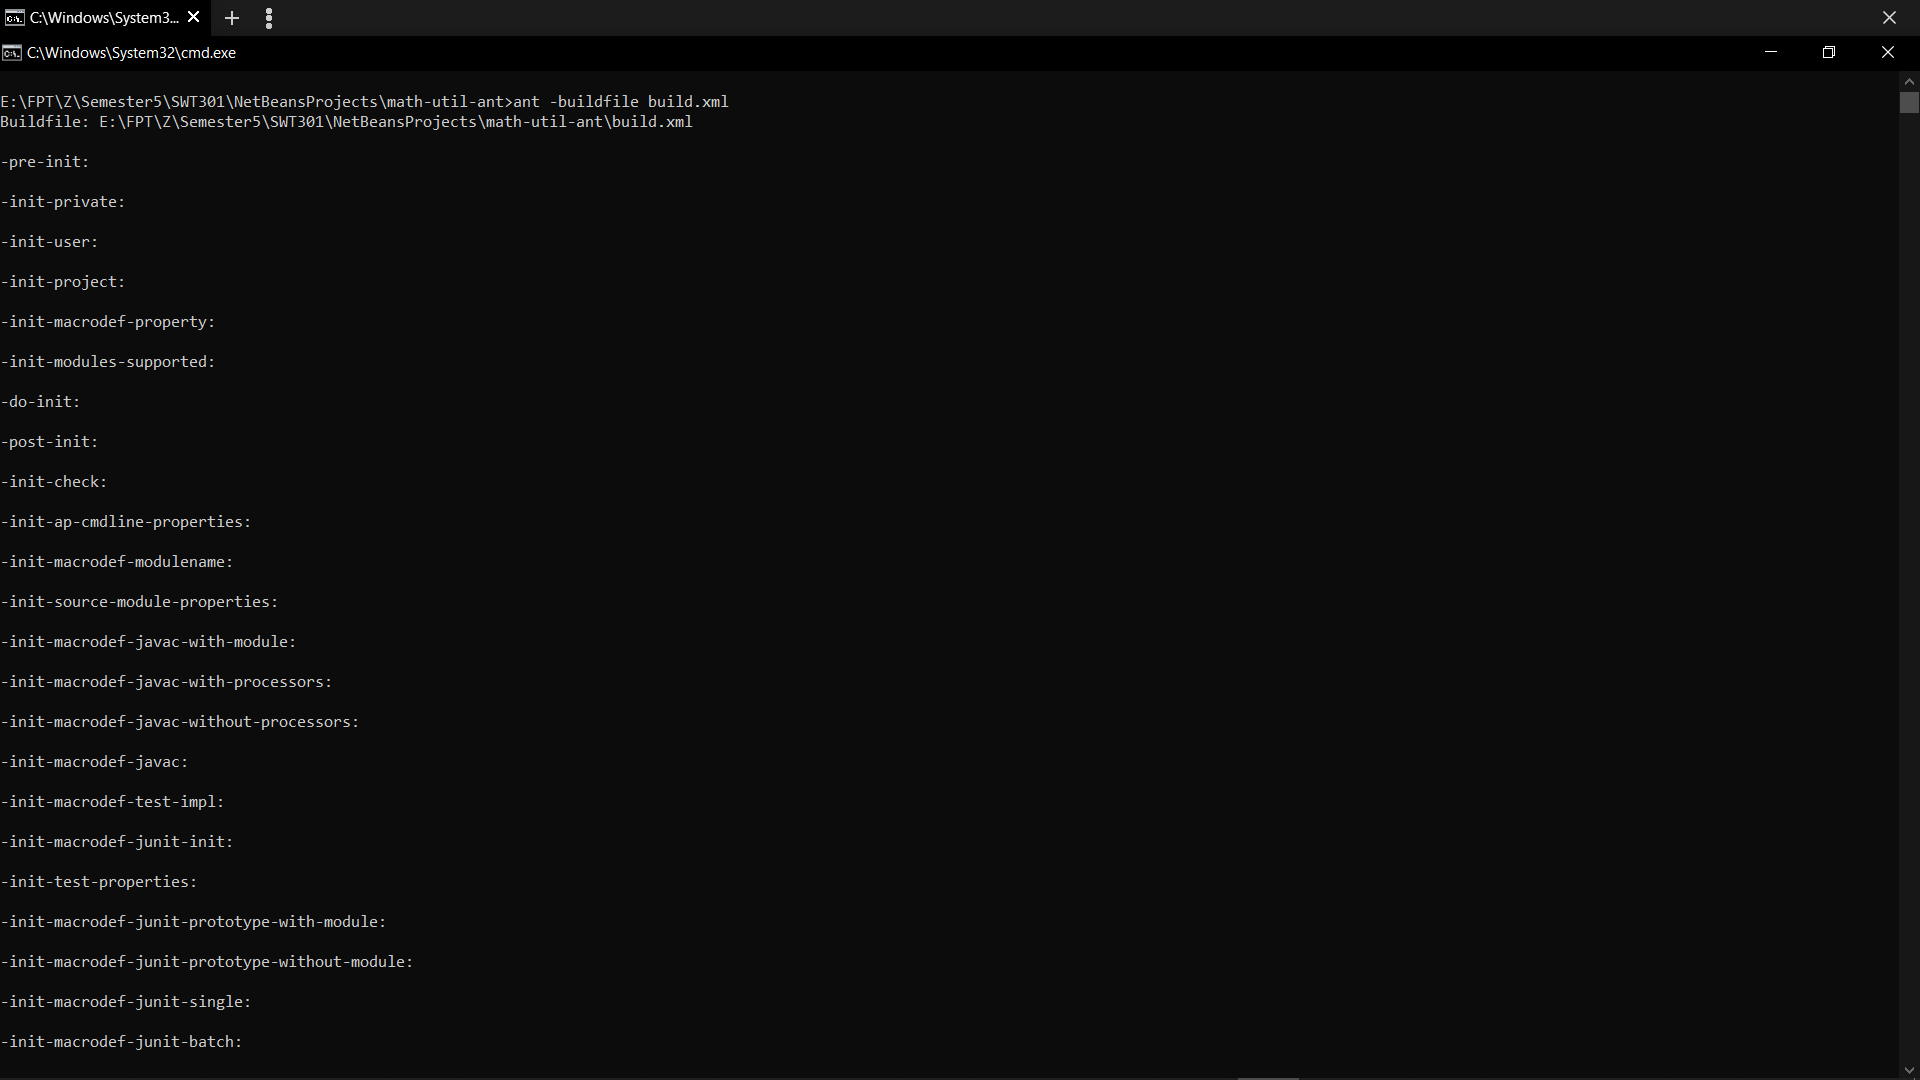 C:\Windows\System3...
C:\Windows\System32\cmd.exe
E:\FPT\Z\Semester5\SWT301\NetBeansProjects\math-util-ant>ant -buildfile build.xml
Buildfile: E:\FPT\Z\Semester5\SWT301\NetBeansProjects\math-util-ant\build.xml
-pre-init:
-init-private:
-init-user:
-init-project:
-init-macrodef-property:
-init-modules-supported:
-do-init:
-post-init:
-init-check:
-init-ap-cmdline-properties:
-init-macrodef-modulename:
-init-source-module-properties:
-init-macrodef-javac-with-module:
-init-macrodef-javac-with-processors:
-init-macrodef-javac-without-processors:
-init-macrodef-javac:
-init-macrodef-test-impl:
-init-macrodef-junit-init:
-init-test-properties:
-init-macrodef-junit-prototype-with-module:
-init-macrodef-junit-prototype-without-module:
-init-macrodef-junit-single:
-init-macrodef-junit-batch: